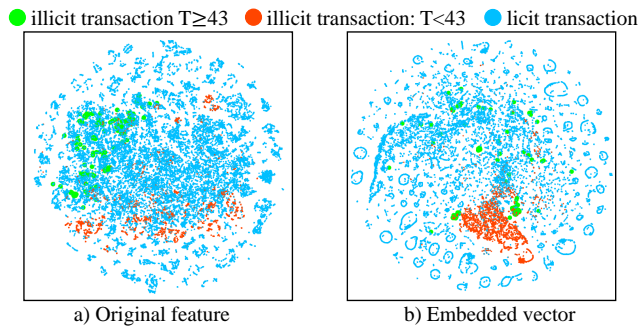 illicit transaction T≥43 illicit transaction: T<43 licit transaction
a) Original feature b) Embedded vector